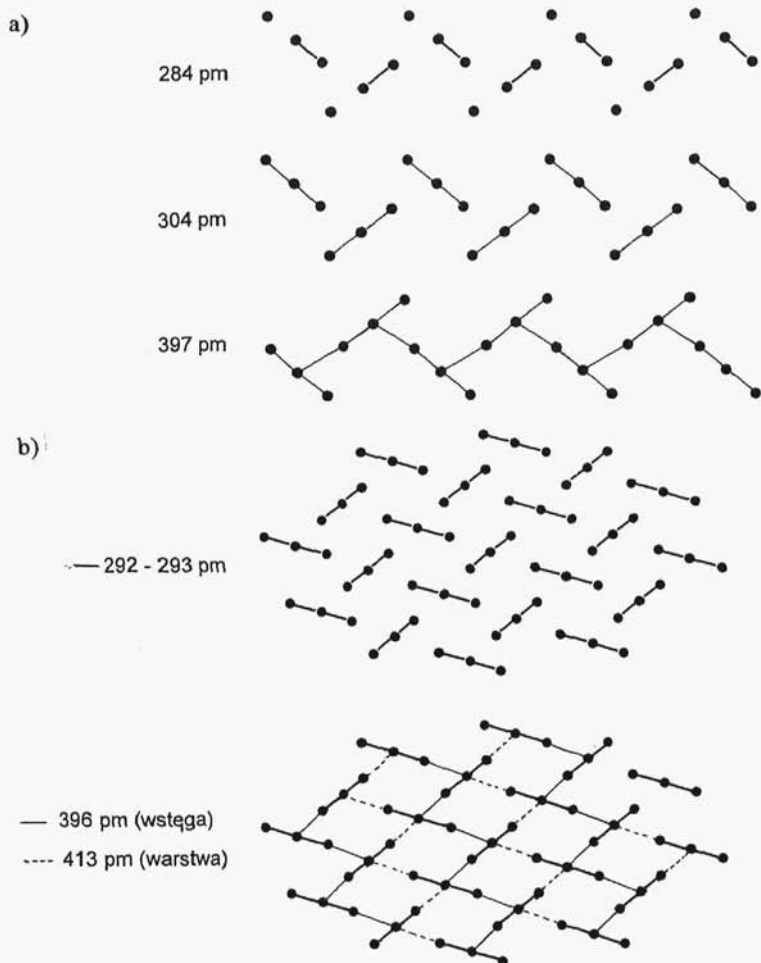 a)
284 pm
304 pm
397 pm
b)
292 - 293 pm
396 pm (wstęga)
413 pm (warstwa)